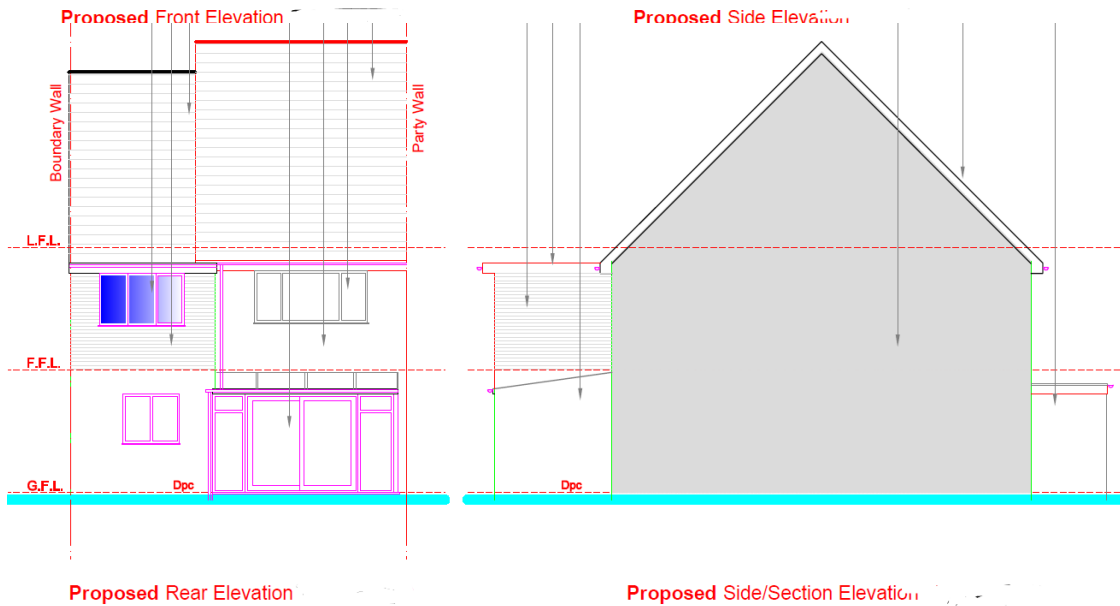 Proposed Front Elevation
Proposed Side Elevation
Boundary Wall
Party Wall
L.F.L.
F.F.L.
G.F.L.
Dpc
Dpc
Proposed Rear Elevation
Proposed Side/Section Elevation